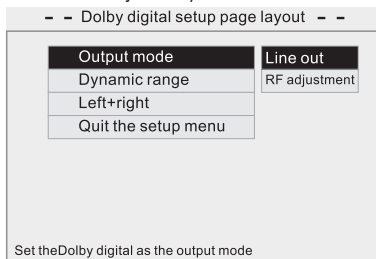 - - Dolby digital setup page layout - -
Output mode Line out
Dynamic range RF adjustment
Left+right
Quit the setup menu
Set theDolby digital as the output mode